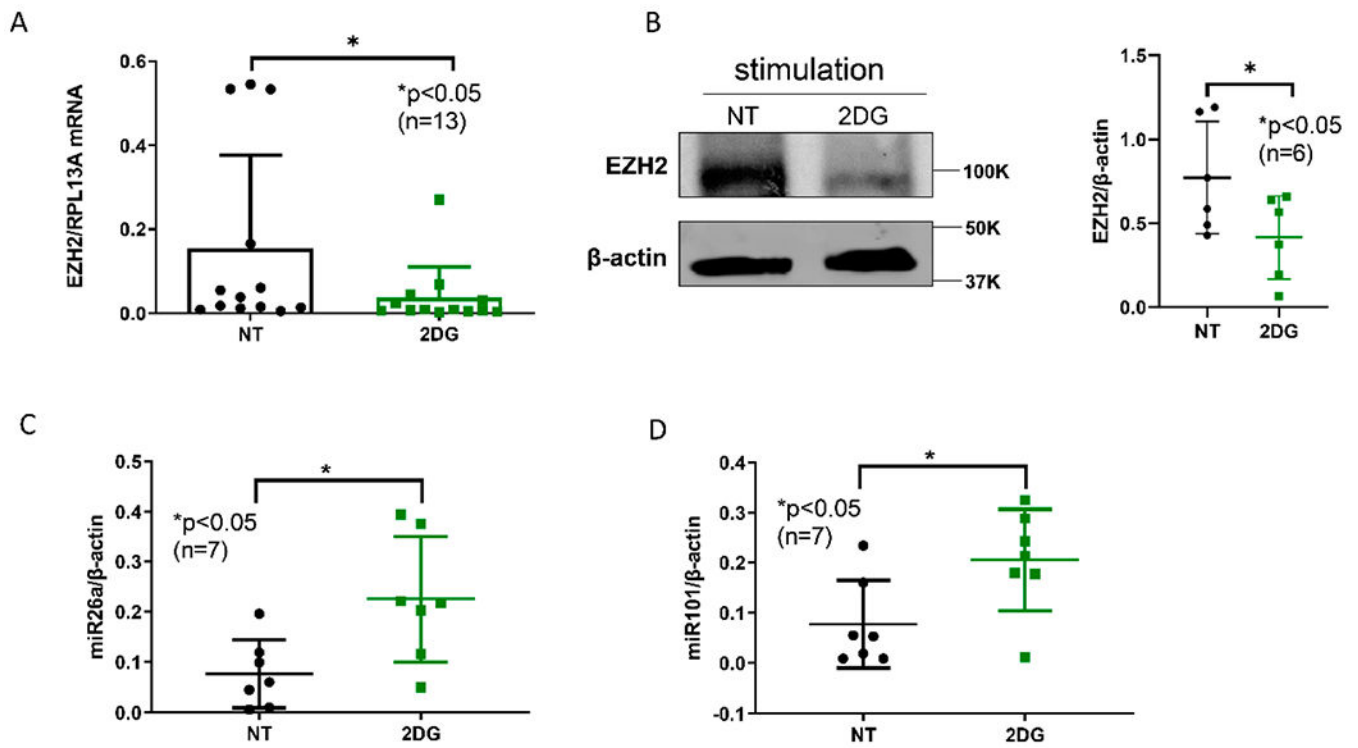 A
EZH2/RPL13A mRNA
0.6
0.4
0.2
0.0
*
*p<0.05
(n=13)
NT
2DG
B
stimulation
NT
2DG
EZH2
100K
β-actin
50K
37K
EZH2/β-actin
1.5
1.0
0.5
0.0
*
*p<0.05
(n=6)
NT
2DG
C
miR26a/β-actin
0.5
0.4
0.3
0.2
0.1
0.0
*
*p<0.05
(n=7)
NT
2DG
D
miR101/β-actin
0.4
0.3
0.2
0.1
0.0
-0.1
*
*p<0.05
(n=7)
NT
2DG